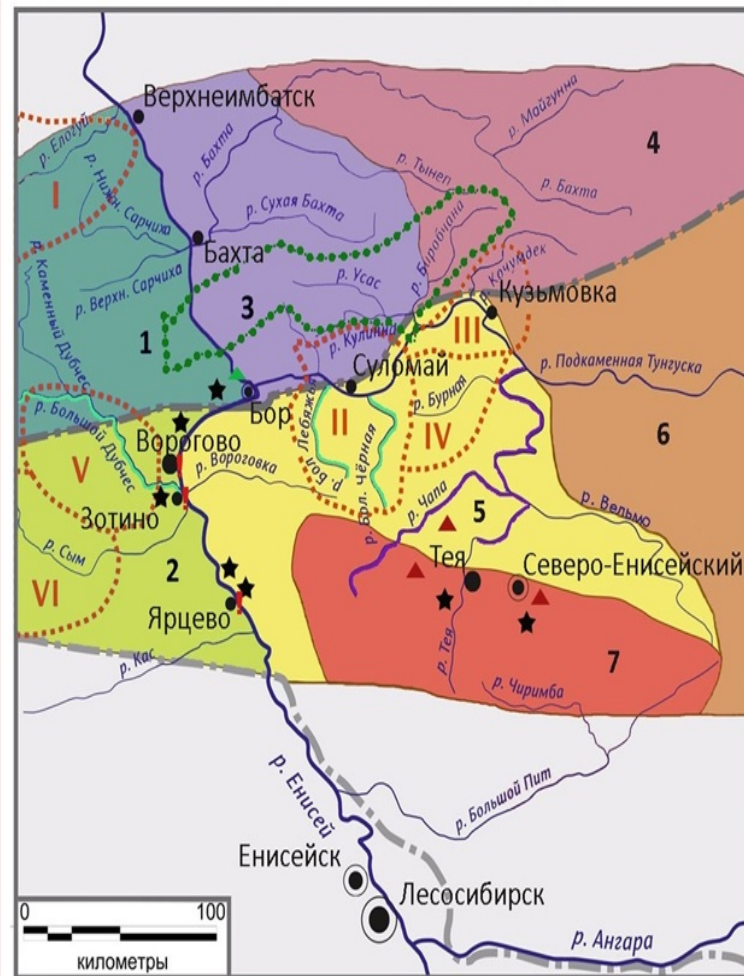 Верхнеимбатск
р. Елогуй
р. Нижн. Сарчиха
р. Бахта
р. Майгунна
4
р. Тынеп
р. Бахта
I
р. Сухая Бахта
р. Каменный Дубчес
Бахта
р. Биробчана
р. Верхн. Сарчиха
р. Усас
р. Кочумдек
3
Кузьмовка
1
р. Кулинна
III
Суломай
р. Подкаменная Тунгуска
Бор
р. Большой Дубчес
р. Бол. Лебяжья
II
р. Бурная
IV
V
Ворогово
р. Вороговка
р. Бол. Чёрная
6
Зотино
р. Чапа
5
р. Вельмо
р. Сым
Тея
Северо-Енисейский
2
VI
Ярцево
р. Тея
7
р. Кас
р. Чиримба
р. Енисей
р. Большой Пит
Енисейск
Лесосибирск
0 100
р. Ангара
километры